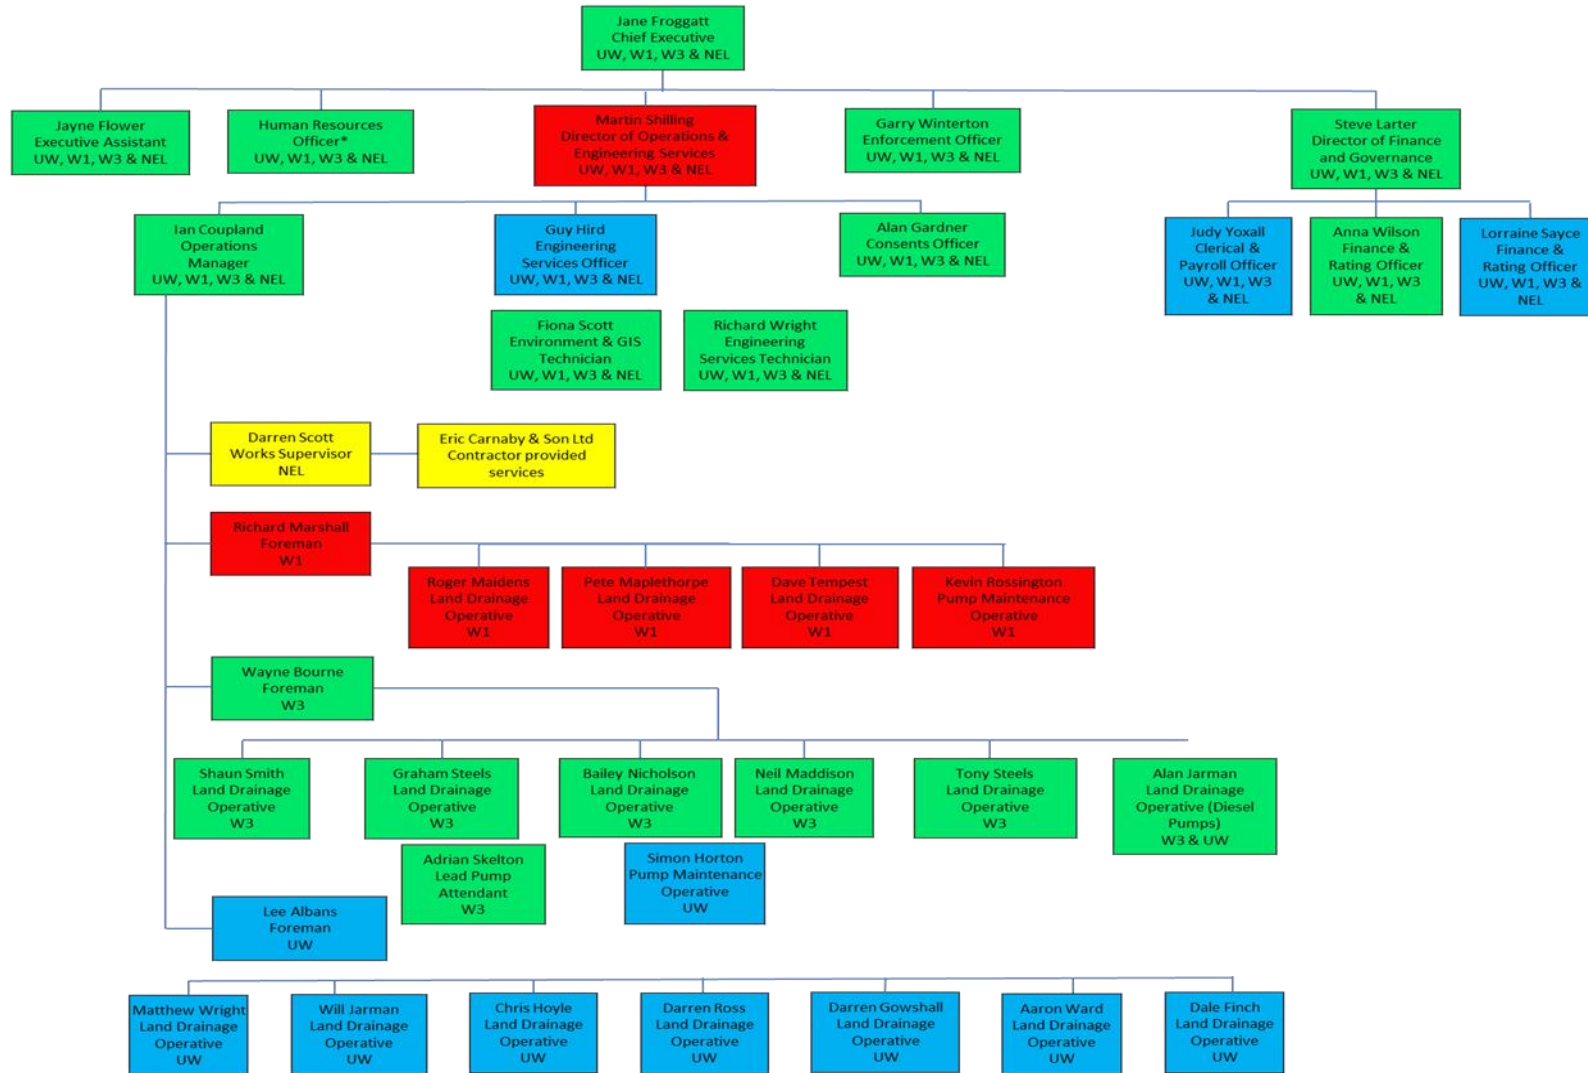 Jane Froggatt
Chief Executive
UW, W1, W3 & NEL
Jayne Flower
Executive Assistant
UW, W1, W3 & NEL
Human Resources
Officer*
UW, W1, W3 & NEL
Martin Shilling
Director of Operations &
Engineering Services
UW, W1, W3 & NEL
Garry Winterton
Enforcement Officer
UW, W1, W3 & NEL
Steve Larter
Director of Finance
and Governance
UW, W1, W3 & NEL
Ian Coupland
Operations
Manager
UW, W1, W3 & NEL
Guy Hird
Engineering
Services Officer
UW, W1, W3 & NEL
Alan Gardner
Consents Officer
UW, W1, W3 & NEL
Judy Yoxall
Clerical &
Payroll Officer
UW, W1, W3
& NEL
Anna Wilson
Finance &
Rating Officer
UW, W1, W3
& NEL
Lorraine Sayce
Finance &
Rating Officer
UW, W1, W3 &
NEL
Fiona Scott
Environment & GIS
Technician
UW, W1, W3 & NEL
Richard Wright
Engineering
Services Technician
UW, W1, W3 & NEL
Darren Scott
Works Supervisor
NEL
Eric Carnaby & Son Ltd
Contractor provided
services
Richard Marshall
Foreman
W1
Roger Maidens
Land Drainage
Operative
W1
Pete Maplethorpe
Land Drainage
Operative
W1
Dave Tempest
Land Drainage
Operative
W1
Kevin Rossington
Pump Maintenance
Operative
W1
Wayne Bourne
Foreman
W3
Shaun Smith
Land Drainage
Operative
W3
Graham Steels
Land Drainage
Operative
W3
Bailey Nicholson
Land Drainage
Operative
W3
Neil Maddison
Land Drainage
Operative
W3
Tony Steels
Land Drainage
Operative
W3
Alan Jarman
Land Drainage
Operative (Diesel
Pumps)
W3 & UW
Adrian Skelton
Lead Pump
Attendant
W3
Simon Horton
Pump Maintenance
Operative
UW
Lee Albans
Foreman
UW
Matthew Wright
Land Drainage
Operative
UW
Will Jarman
Land Drainage
Operative
UW
Chris Hoyle
Land Drainage
Operative
UW
Darren Ross
Land Drainage
Operative
UW
Darren Gowshall
Land Drainage
Operative
UW
Aaron Ward
Land Drainage
Operative
UW
Dale Finch
Land Drainage
Operative
UW